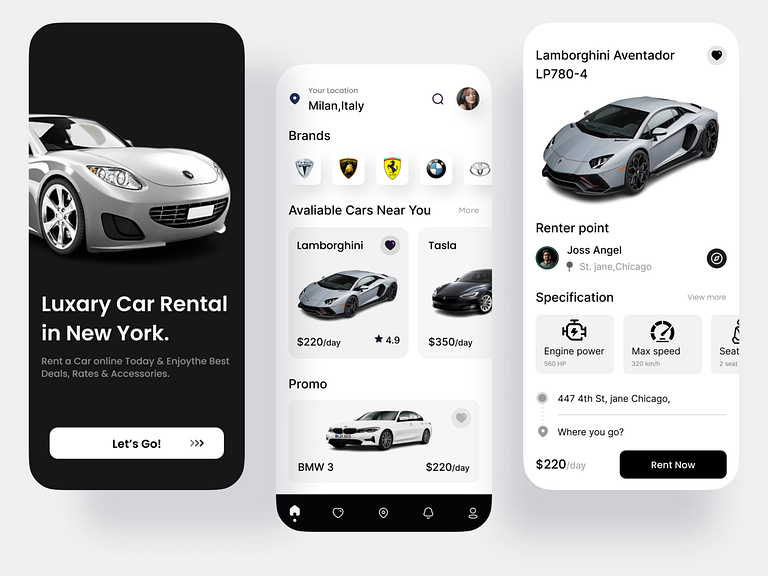 Luxary Car Rental
in New York.
Rent a Car online Today & Enjoythe Best
Deals, Rates & Accessories.
Let's Go!
Your Location
Milan,Italy
Brands
Avaliable Cars Near You
More
Lamborghini
$220/day
4.9
Tasla
$350/day
Promo
BMW 3
$220/day
Lamborghini Aventador
LP780-4
Renter point
Joss Angel
St. jane,Chicago
Specification
View more
Engine power
560 HP
Max speed
320 km/h
Seat
2 seat
447 4th St, jane Chicago,
Where you go?
$220/day
Rent Now